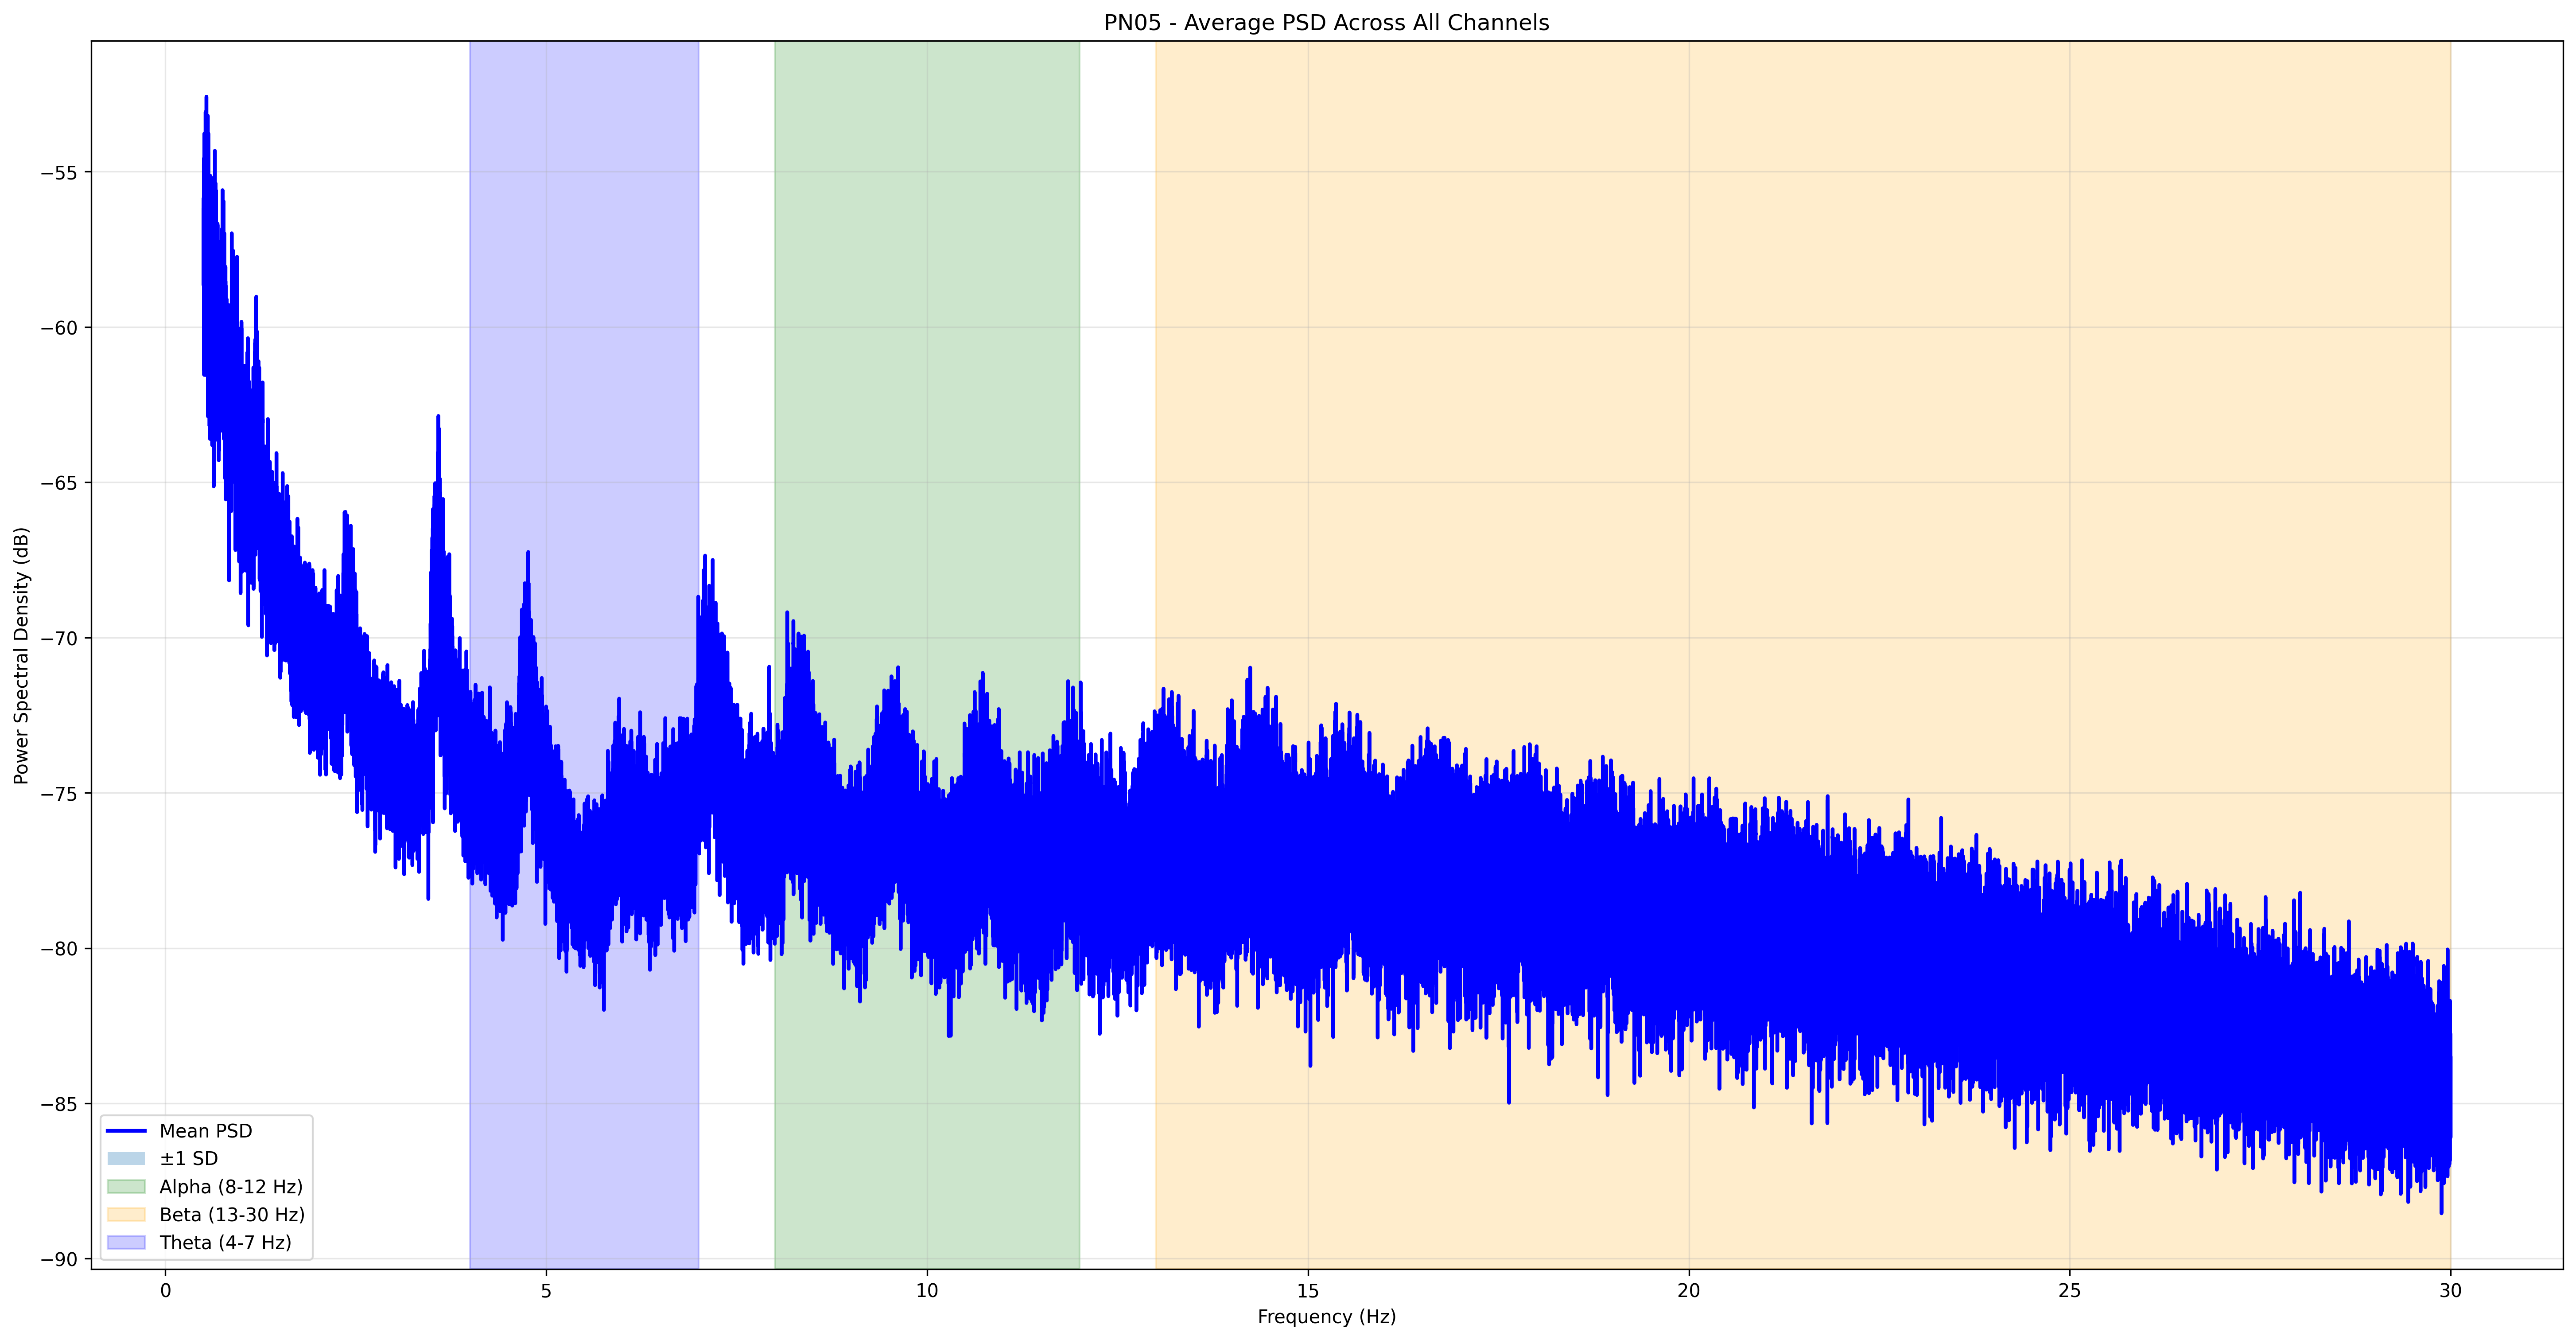 PN05 - Average PSD Across All Channels
Power Spectral Density (dB)
−55
−60
−65
−70
−75
−80
−85
−90
Mean PSD
±1 SD
Alpha (8-12 Hz)
Beta (13-30 Hz)
Theta (4-7 Hz)
0 5 10 15 20 25 30
Frequency (Hz)